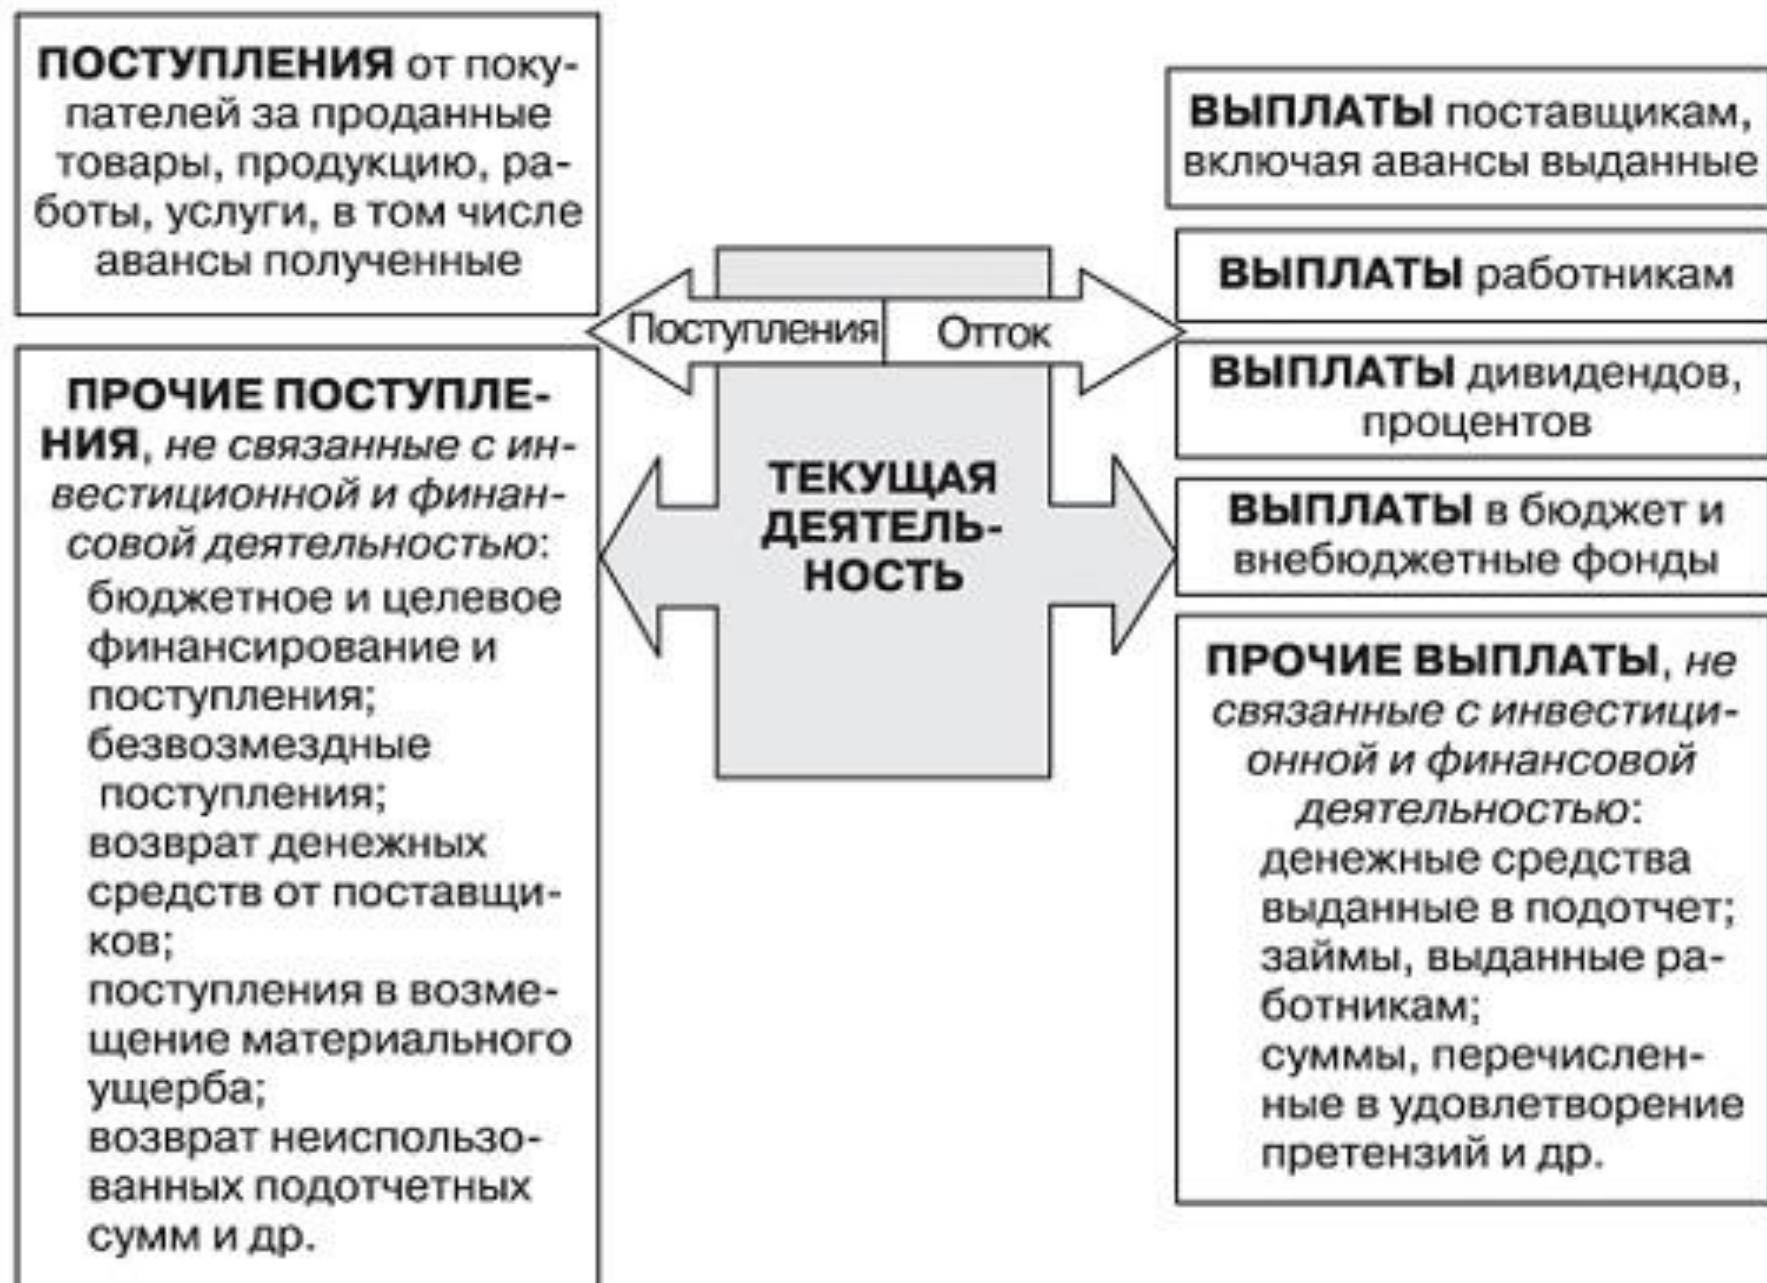 ПОСТУПЛЕНИЯ от поку-
пателей за проданные
товары, продукцию, ра-
боты, услуги, в том числе
авансы полученные
ПРОЧИЕ ПОСТУПЛЕ-
НИЯ, не связанные с ин-
вестиционной и финан-
совой деятельностью:
бюджетное и целевое
финансирование и
поступления;
безвозмездные
поступления;
возврат денежных
средств от поставщи-
ков;
поступления в возме-
щение материального
ущерба;
возврат неиспользо-
ванных подотчетных
сумм и др.
Поступления
Отток
ТЕКУЩАЯ
ДЕЯТЕЛЬ-
НОСТЬ
ВЫПЛАТЫ поставщикам,
включая авансы выданные
ВЫПЛАТЫ работникам
ВЫПЛАТЫ дивидендов,
процентов
ВЫПЛАТЫ в бюджет и
внебюджетные фонды
ПРОЧИЕ ВЫПЛАТЫ, не
связанные с инвестици-
онной и финансовой
деятельностью:
денежные средства
выданные в подотчет;
займы, выданные ра-
ботникам;
суммы, перечислен-
ные в удовлетворение
претензий и др.